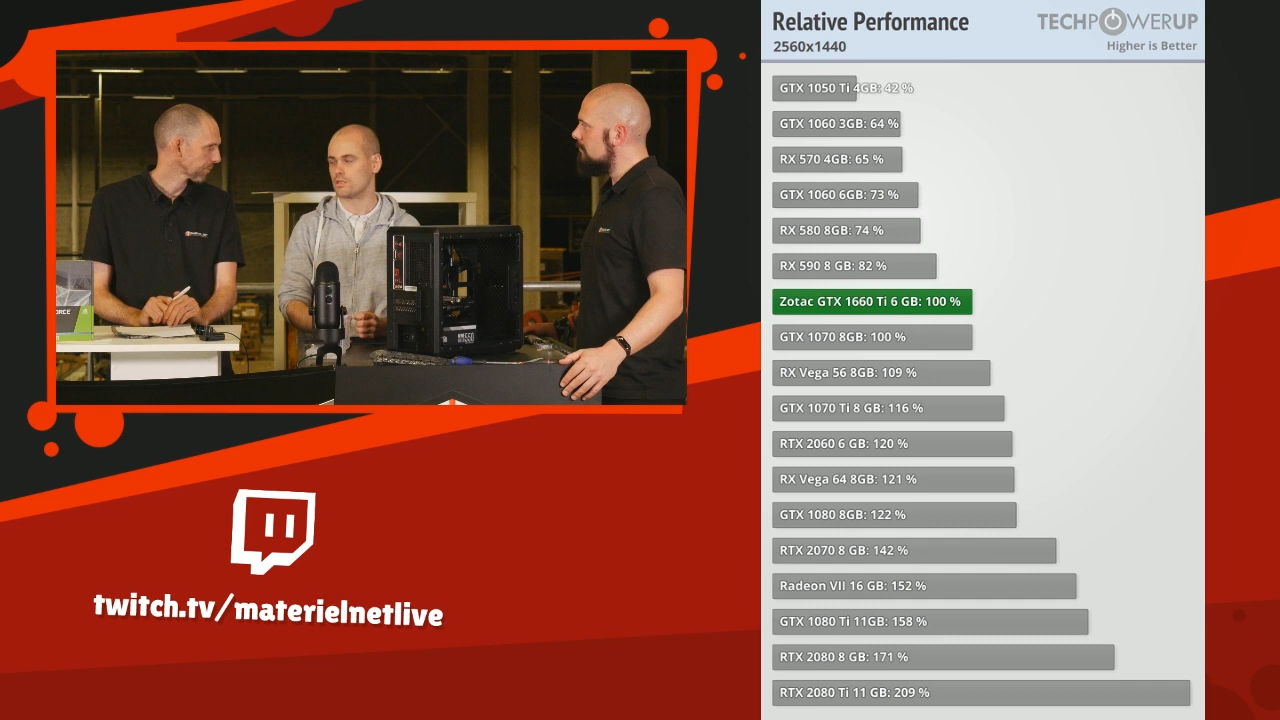 Relative Performance
TECHPOWERUP
2560x1440
Higher is Better
GTX 1050 Ti 4GB: 42 %
GTX 1060 3GB: 64 %
RX 570 4GB: 65 %
GTX 1060 6GB: 73 %
RX 580 8GB: 74 %
RX 590 8 GB: 82 %
Zotac GTX 1660 Ti 6 GB: 100 %
GTX 1070 8GB: 100 %
RX Vega 56 8GB: 109 %
GTX 1070 Ti 8 GB: 116 %
RTX 2060 6 GB: 120 %
RX Vega 64 8GB: 121 %
GTX 1080 8GB: 122 %
RTX 2070 8 GB: 142 %
Radeon VII 16 GB: 152 %
GTX 1080 Ti 11GB: 158 %
RTX 2080 8 GB: 171 %
RTX 2080 Ti 11 GB: 209 %
twitch.tv/materielnetlive